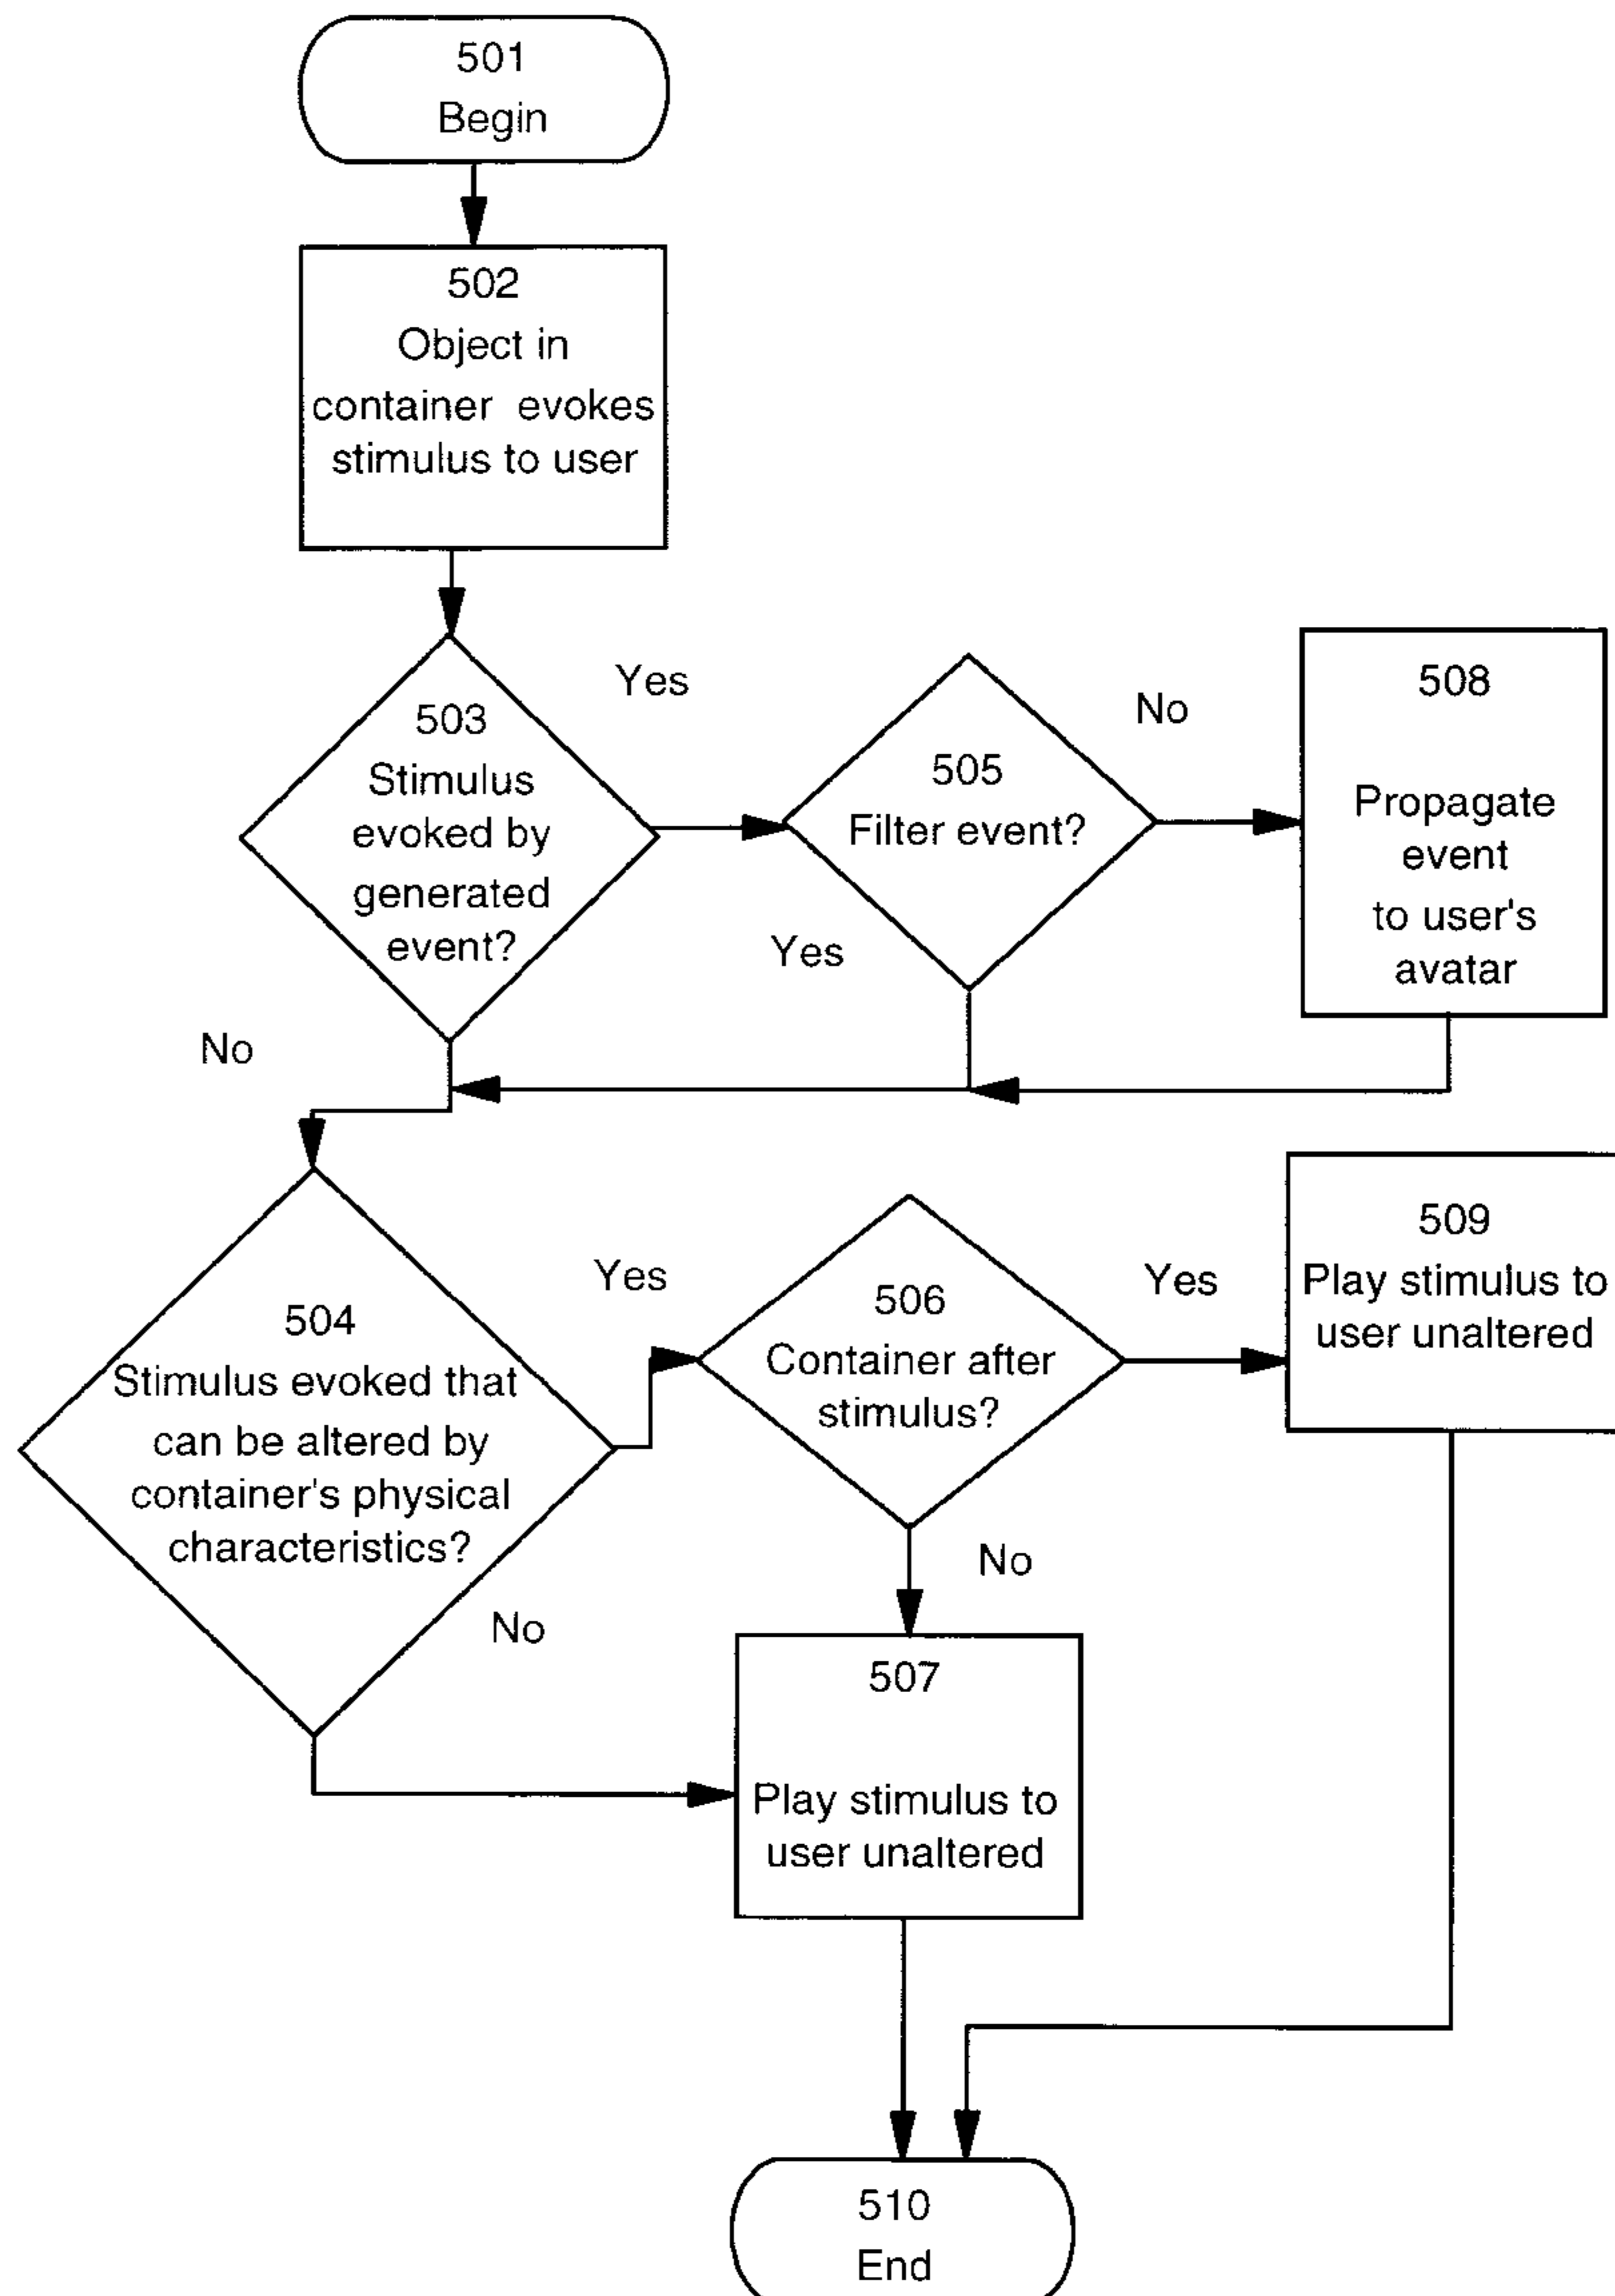 501
Begin
502
Object in
container evokes
stimulus to user
503
Stimulus
evoked by
generated
event?
Yes
505
Filter event?
No
508
Propagate
event
to user's
avatar
Yes
No
504
Stimulus evoked that
can be altered by
container's physical
characteristics?
Yes
506
Container after
stimulus?
Yes
509
Play stimulus to
user unaltered
No
No
507
Play stimulus to
user unaltered
510
End